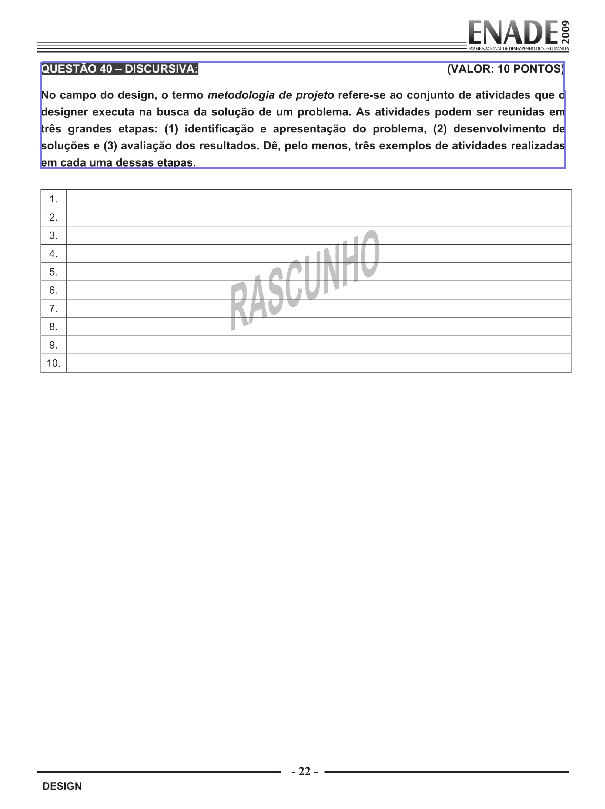 ENADE 2009
EXAME NACIONAL DE DESEMPENHO DOS ESTUDANTES
QUESTÃO 40 – DISCURSIVA: (VALOR: 10 PONTOS)
No campo do design, o termo metodologia de projeto refere-se ao conjunto de atividades que o
designer executa na busca da solução de um problema. As atividades podem ser reunidas em
três grandes etapas: (1) identificação e apresentação do problema, (2) desenvolvimento de
soluções e (3) avaliação dos resultados. Dê, pelo menos, três exemplos de atividades realizadas
em cada uma dessas etapas.
1.
2.
3.
4.
5.
6.
7.
8.
9.
10.
RASCUNHO
- 22 -
DESIGN